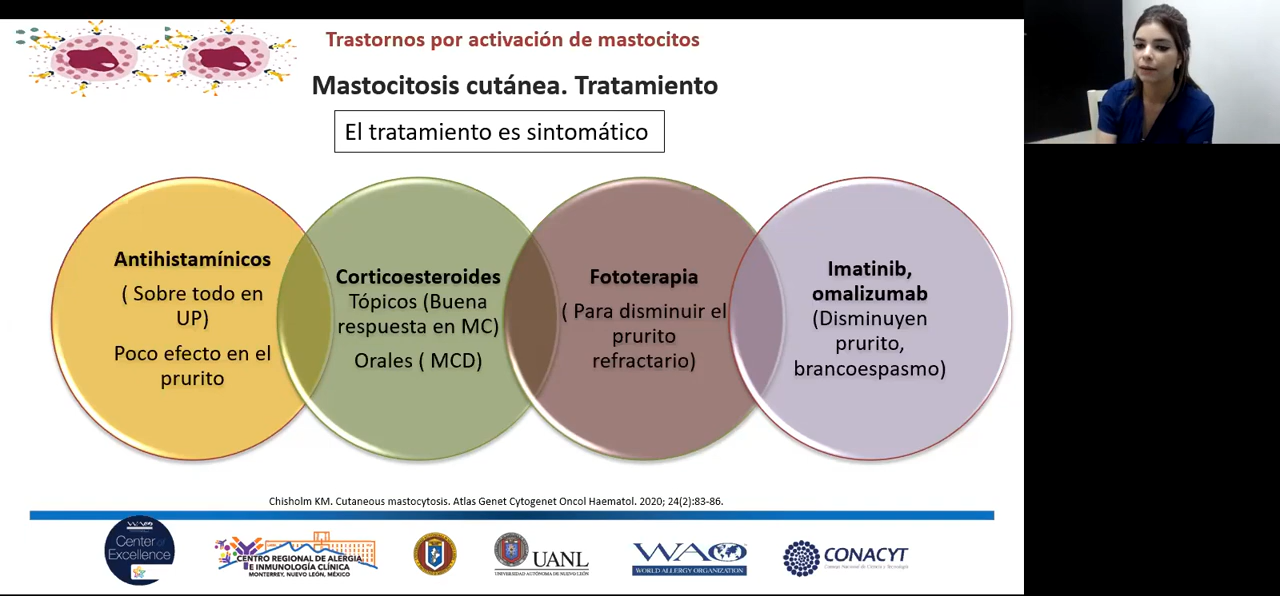 Trastornos por activación de mastocitos
Mastocitosis cutánea. Tratamiento
El tratamiento es sintomático
Antihistamínicos
( Sobre todo en
UP)
Poco efecto en el
prurito
Corticoesteroides
Tópicos (Buena
respuesta en MC)
Orales ( MCD)
Fototerapia
( Para disminuir el
prurito
refractario)
Imatinib,
omalizumab
(Disminuyen
prurito,
brancoespasmo)
Chisholm KM. Cutaneous mastocytosis. Atlas Genet Cytogenet Oncol Haematol. 2020; 24(2):83-86.
WAO
Center of
Excellence
CENTRO REGIONAL DE ALERGIA
E INMUNOLOGÍA CLÍNICA
MONTERREY, NUEVO LEÓN, MÉXICO
UANL
UNIVERSIDAD AUTÓNOMA DE NUEVO LEÓN
WAO
WORLD ALLERGY ORGANIZATION
CONACYT
Consejo Nacional de Ciencia y Tecnología